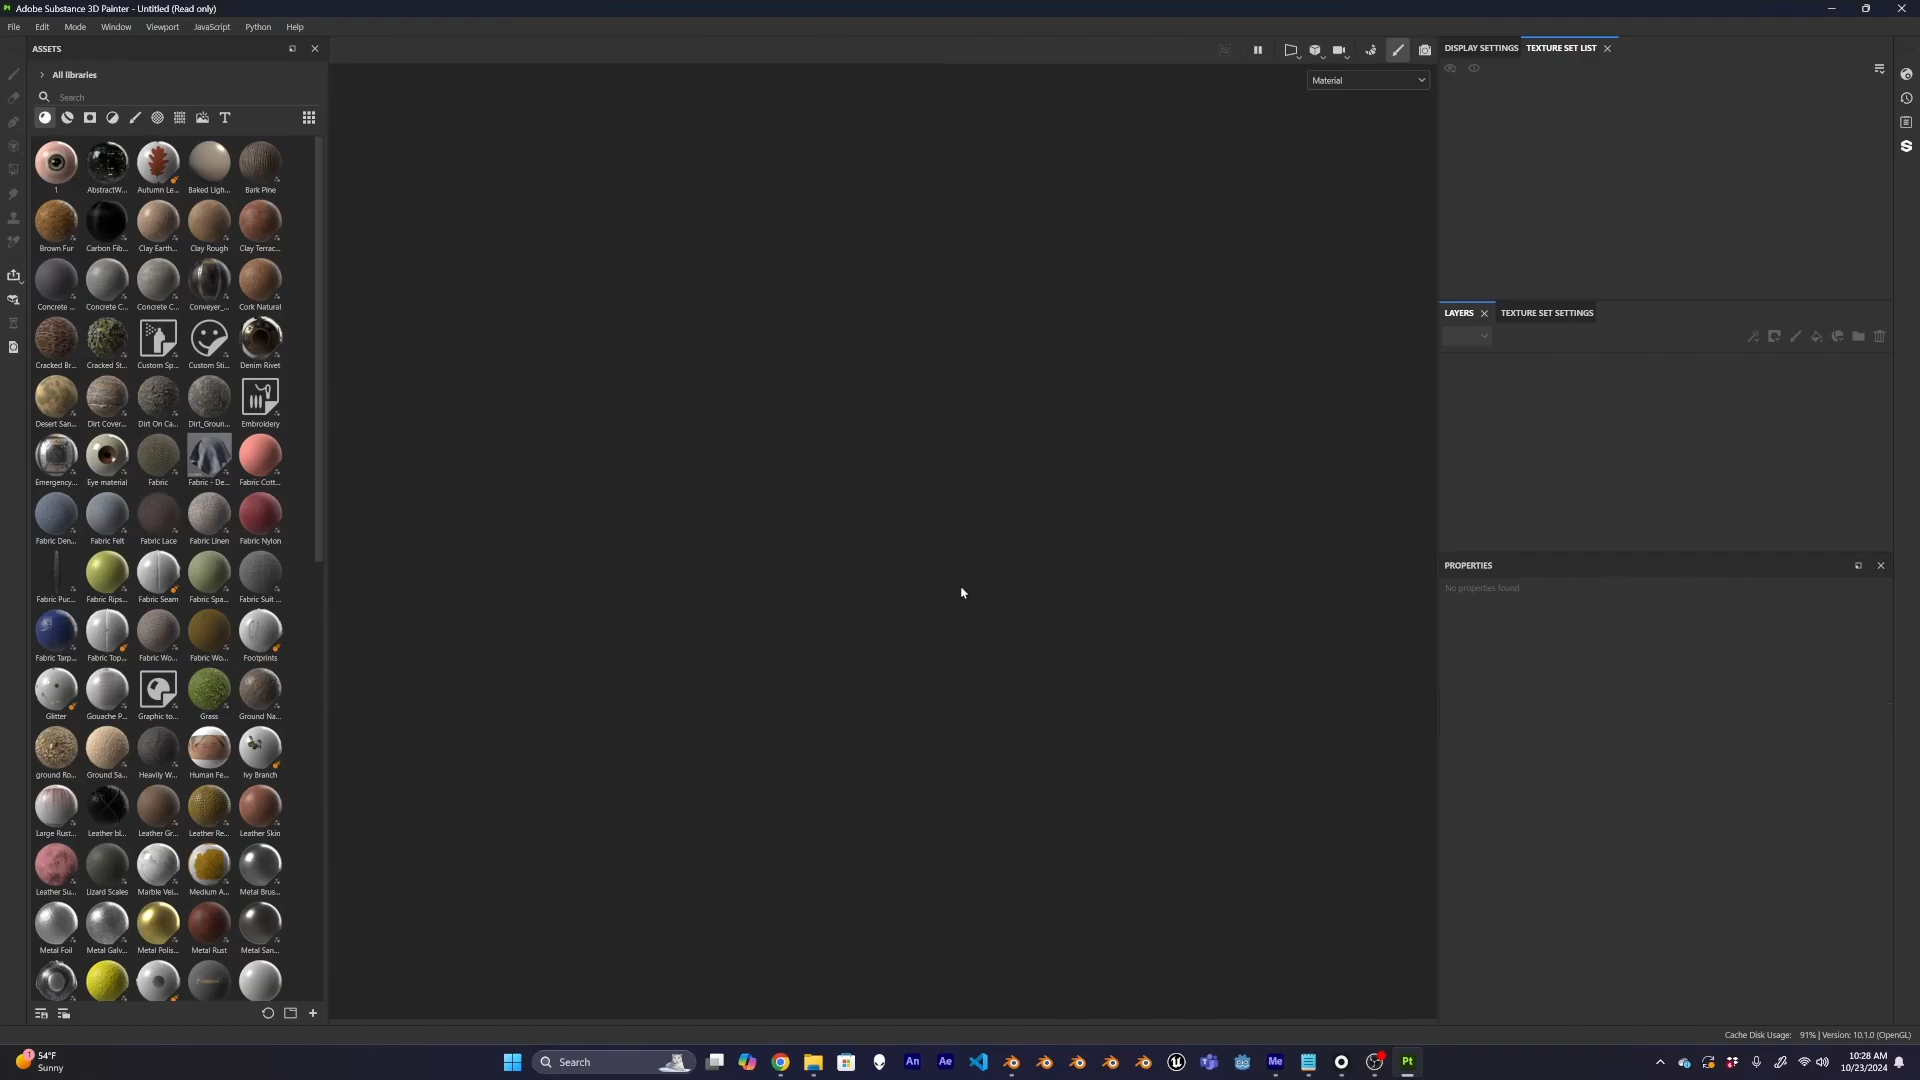 Adobe Substance 3D Painter - Untitled (Read only)
File Edit Mode Window Viewport JavaScript Python Help
ASSETS
All libraries
Search
1 AbstractW... Autumn Le... Baked Ligh... Bark Pine
Brown Fur Carbon Fib... Clay Earth... Clay Rough Clay Terrac...
Concrete ... Concrete C... Concrete C... Conveyer_... Cork Natural
Cracked Br... Cracked St... Custom Sp... Custom Sti... Denim Rivet
Desert San... Dirt Cover... Dirt On Ca... Dirt_Groun... Embroidery
Emergency... Eye material Fabric Fabric - De... Fabric Cott...
Fabric Den... Fabric Felt Fabric Lace Fabric Linen Fabric Nylon
Fabric Puc... Fabric Rips... Fabric Seam Fabric Spa... Fabric Suit ...
Fabric Tarp... Fabric Top... Fabric Wo... Fabric Wo... Footprints
Glitter Gouache P... Graphic to... Grass Ground Na...
ground Ro... Ground Sa... Heavily W... Human Fe... Ivy Branch
Large Rust... Leather bl... Leather Gr... Leather Re... Leather Skin
Leather Su... Lizard Scales Marble Vei... Medium A... Metal Brus...
Metal Foil Metal Galv... Metal Polis... Metal Rust Metal San...
Material
DISPLAY SETTINGS TEXTURE SET LIST
LAYERS TEXTURE SET SETTINGS
PROPERTIES
No properties found
Cache Disk Usage: 91% | Version: 10.1.0 (OpenGL)
1
54°F
Sunny
Search
An
Ae
Me
Pt
10:28 AM
10/23/2024